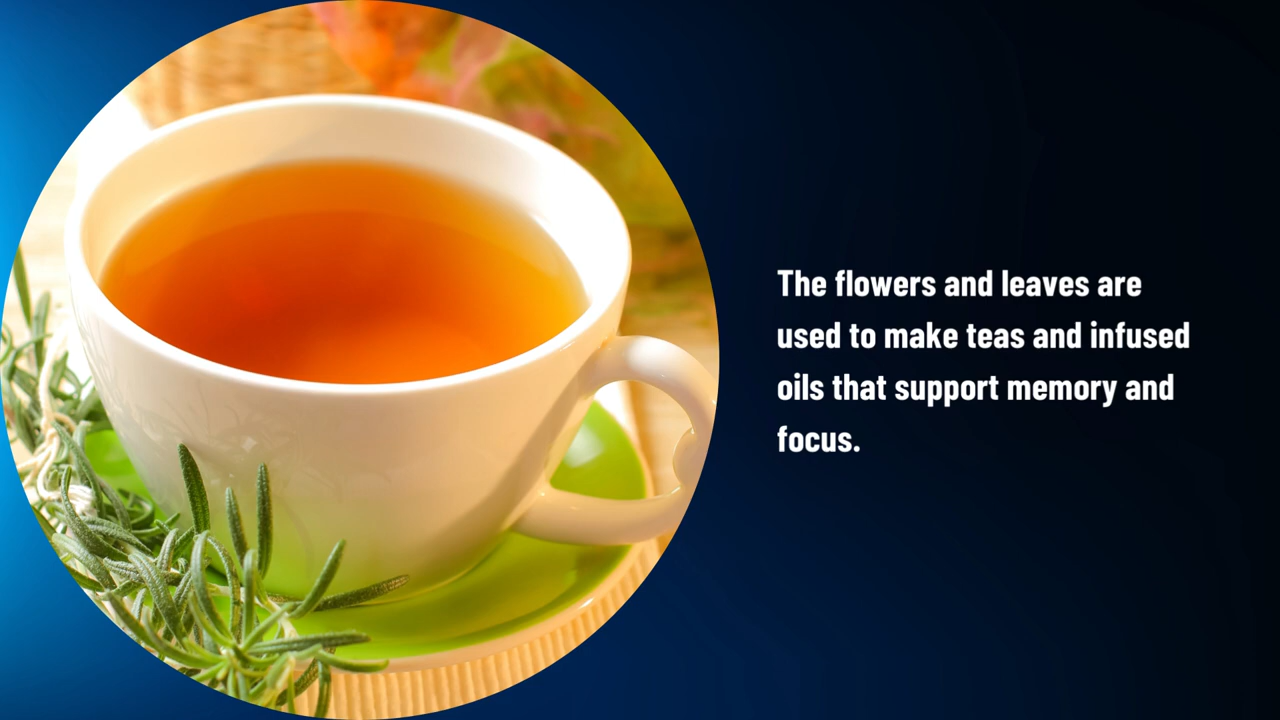 The flowers and leaves are
used to make teas and infused
oils that support memory and
focus.